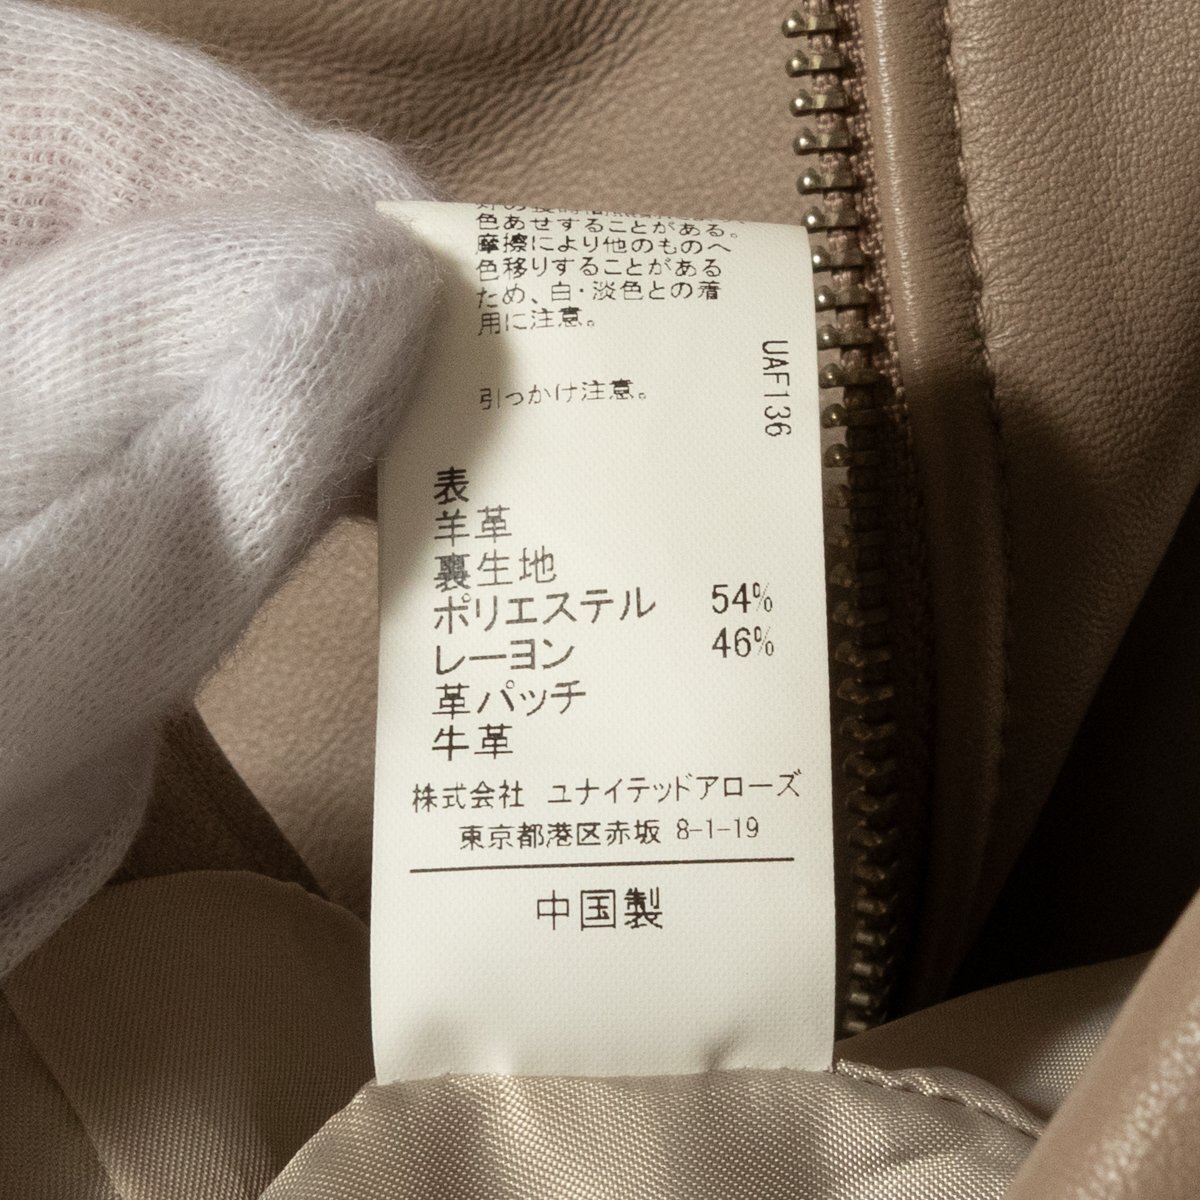 色あせすることがある。
摩擦により他のものへ
色移りすることがある
ため、白・淡色との着
用に注意。
引っかけ注意。
UAF136
表
羊革
裏生地
ポリエステル 54%
レーヨン 46%
革パッチ
牛革
株式会社 ユナイテッドアローズ
東京都港区赤坂 8-1-19
中国製